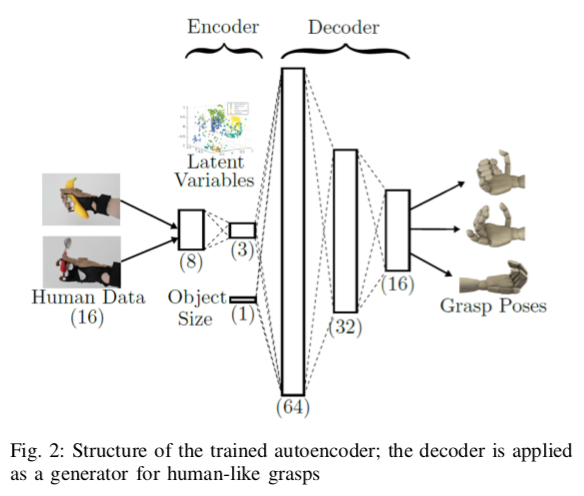 Encoder
Decoder
Latent
Variables
(8)
(3)
Human Data
(16)
Object
Size
(1)
(64)
(32)
(16)
Grasp Poses
Fig. 2: Structure of the trained autoencoder; the decoder is applied
as a generator for human-like grasps